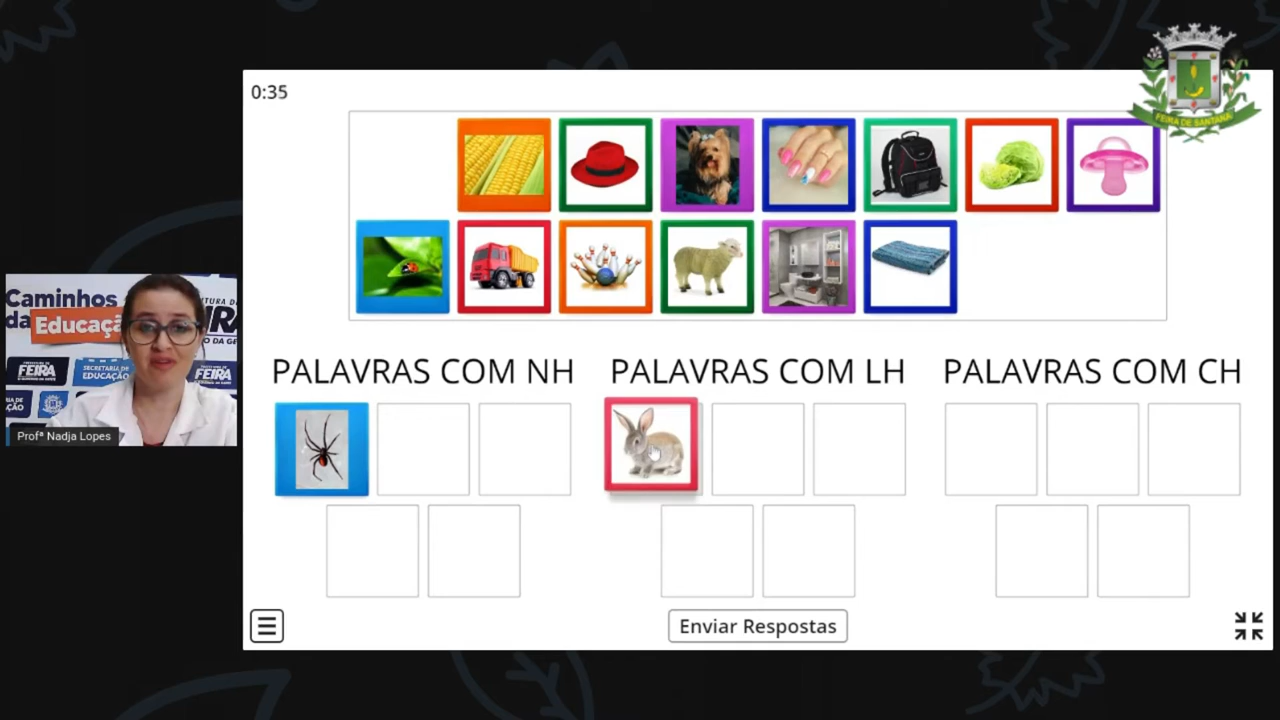 0:35
FEIRA DE SANTANA
PALAVRAS COM NH
PALAVRAS COM LH
PALAVRAS COM CH
Caminhos
da Educaçã
FEIRA
SECRETARIA DE
EDUCAÇÃO
FEIRA
Profª Nadja Lopes
Enviar Respostas